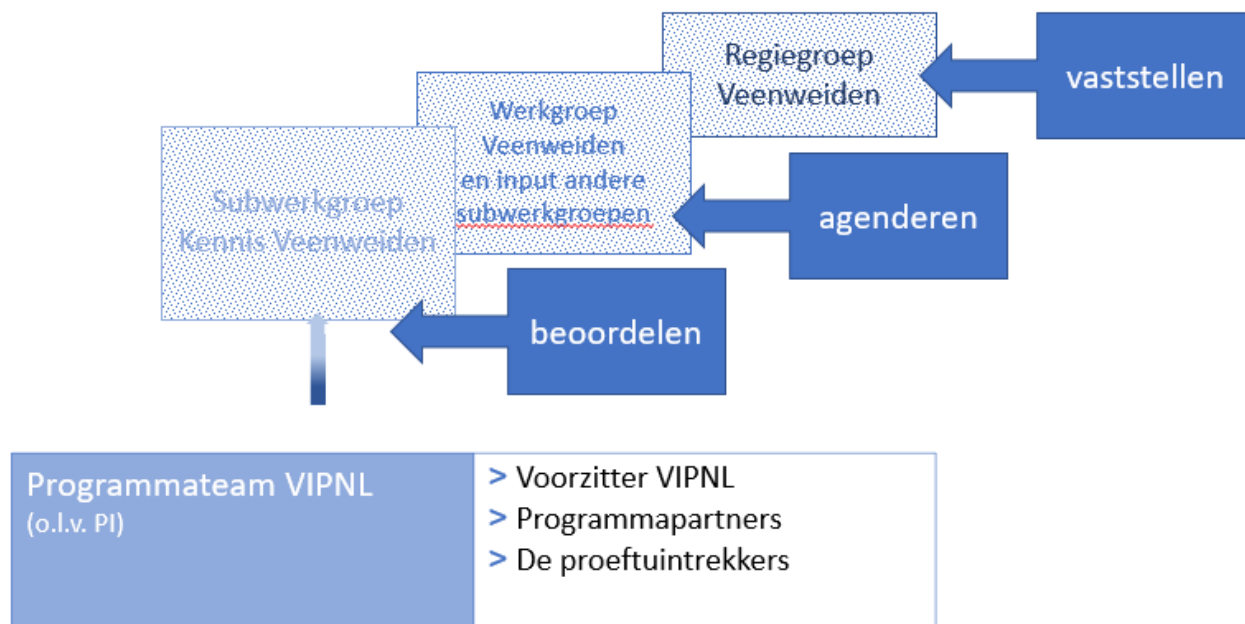 Regiegroep
Veenweiden
vaststellen
Werkgroep
Veenweiden
en input andere
subwerkgroepen
agenderen
Subwerkgroep
Kennis Veenweiden
beoordelen
Programmateam VIPNL
(o.l.v. PI)
> Voorzitter VIPNL
> Programmapartners
> De proeftuintrekkers